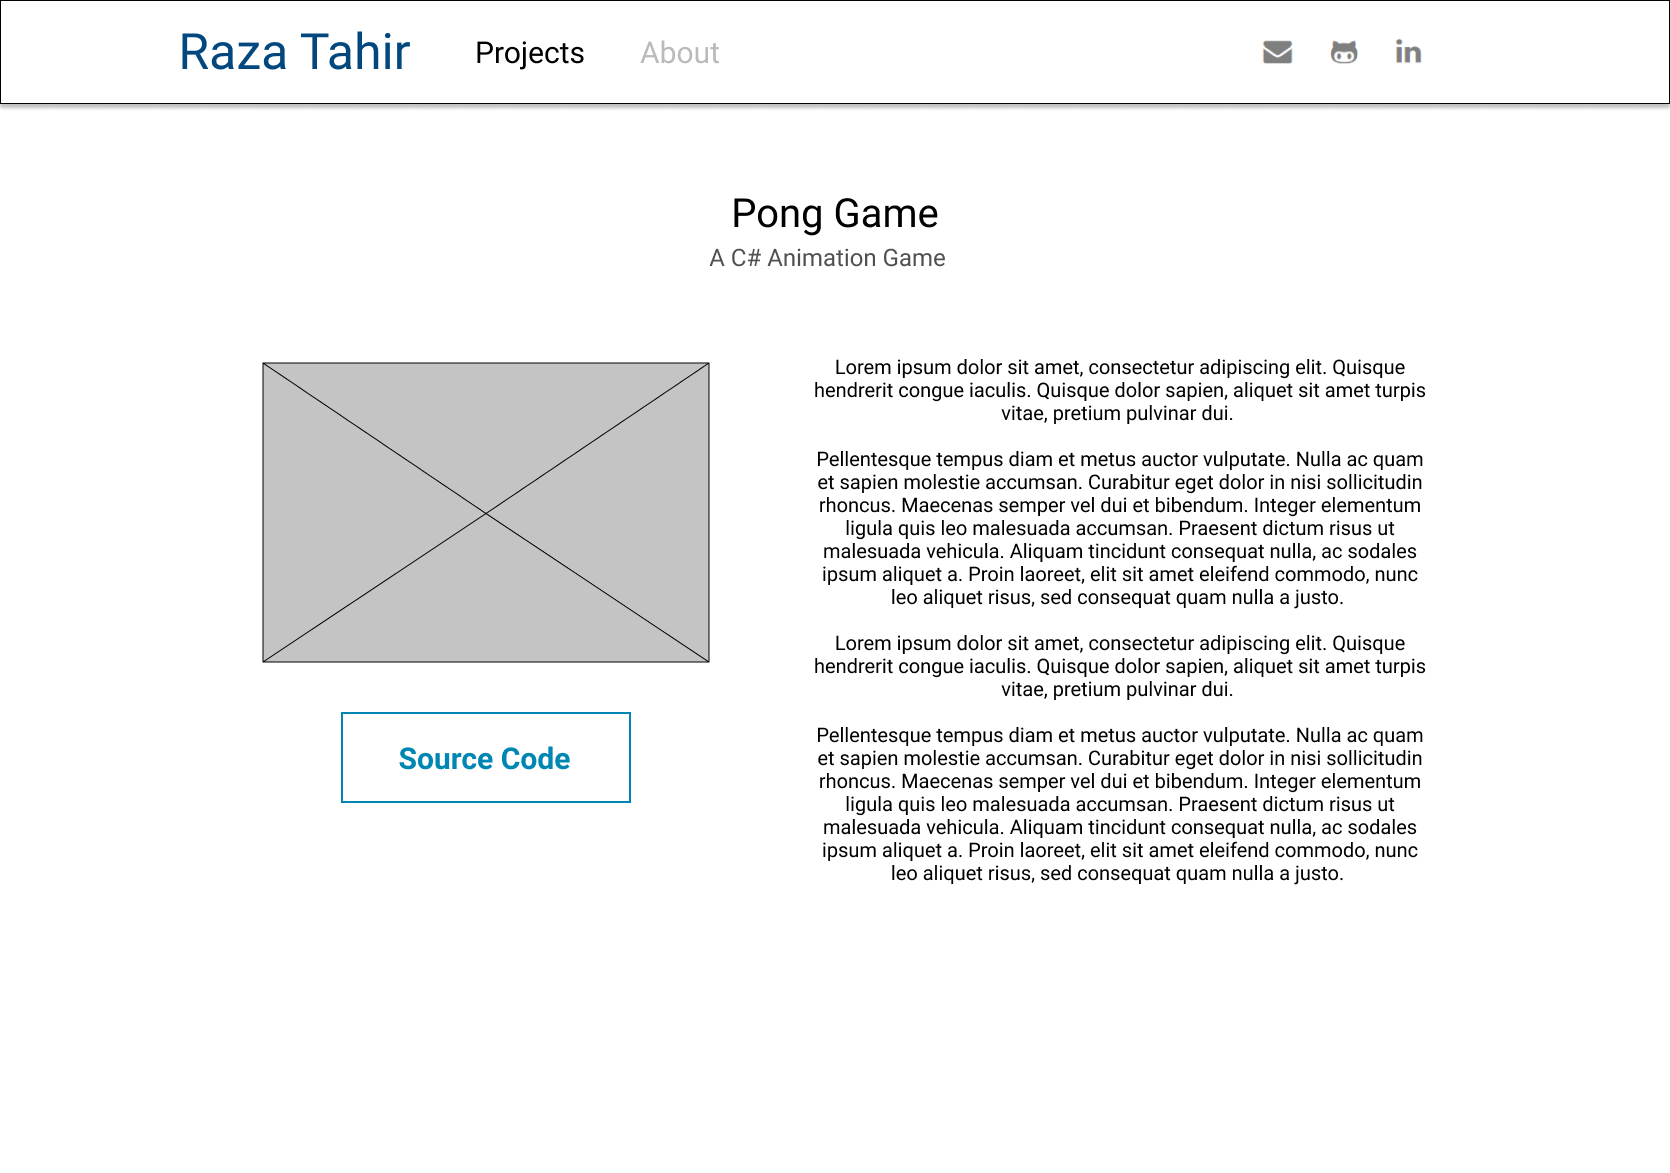 Raza Tahir
Projects
About
in
Pong Game
A C# Animation Game
Lorem ipsum dolor sit amet, consectetur adipiscing elit. Quisque
hendrerit congue iaculis. Quisque dolor sapien, aliquet sit amet turpis
vitae, pretium pulvinar dui.
Pellentesque tempus diam et metus auctor vulputate. Nulla ac quam
et sapien molestie accumsan. Curabitur eget dolor in nisi sollicitudin
rhoncus. Maecenas semper vel dui et bibendum. Integer elementum
ligula quis leo malesuada accumsan. Praesent dictum risus ut
malesuada vehicula. Aliquam tincidunt consequat nulla, ac sodales
ipsum aliquet a. Proin laoreet, elit sit amet eleifend commodo, nunc
leo aliquet risus, sed consequat quam nulla a justo.
Lorem ipsum dolor sit amet, consectetur adipiscing elit. Quisque
hendrerit congue iaculis. Quisque dolor sapien, aliquet sit amet turpis
vitae, pretium pulvinar dui.
Pellentesque tempus diam et metus auctor vulputate. Nulla ac quam
et sapien molestie accumsan. Curabitur eget dolor in nisi sollicitudin
rhoncus. Maecenas semper vel dui et bibendum. Integer elementum
ligula quis leo malesuada accumsan. Praesent dictum risus ut
malesuada vehicula. Aliquam tincidunt consequat nulla, ac sodales
ipsum aliquet a. Proin laoreet, elit sit amet eleifend commodo, nunc
leo aliquet risus, sed consequat quam nulla a justo.
Source Code